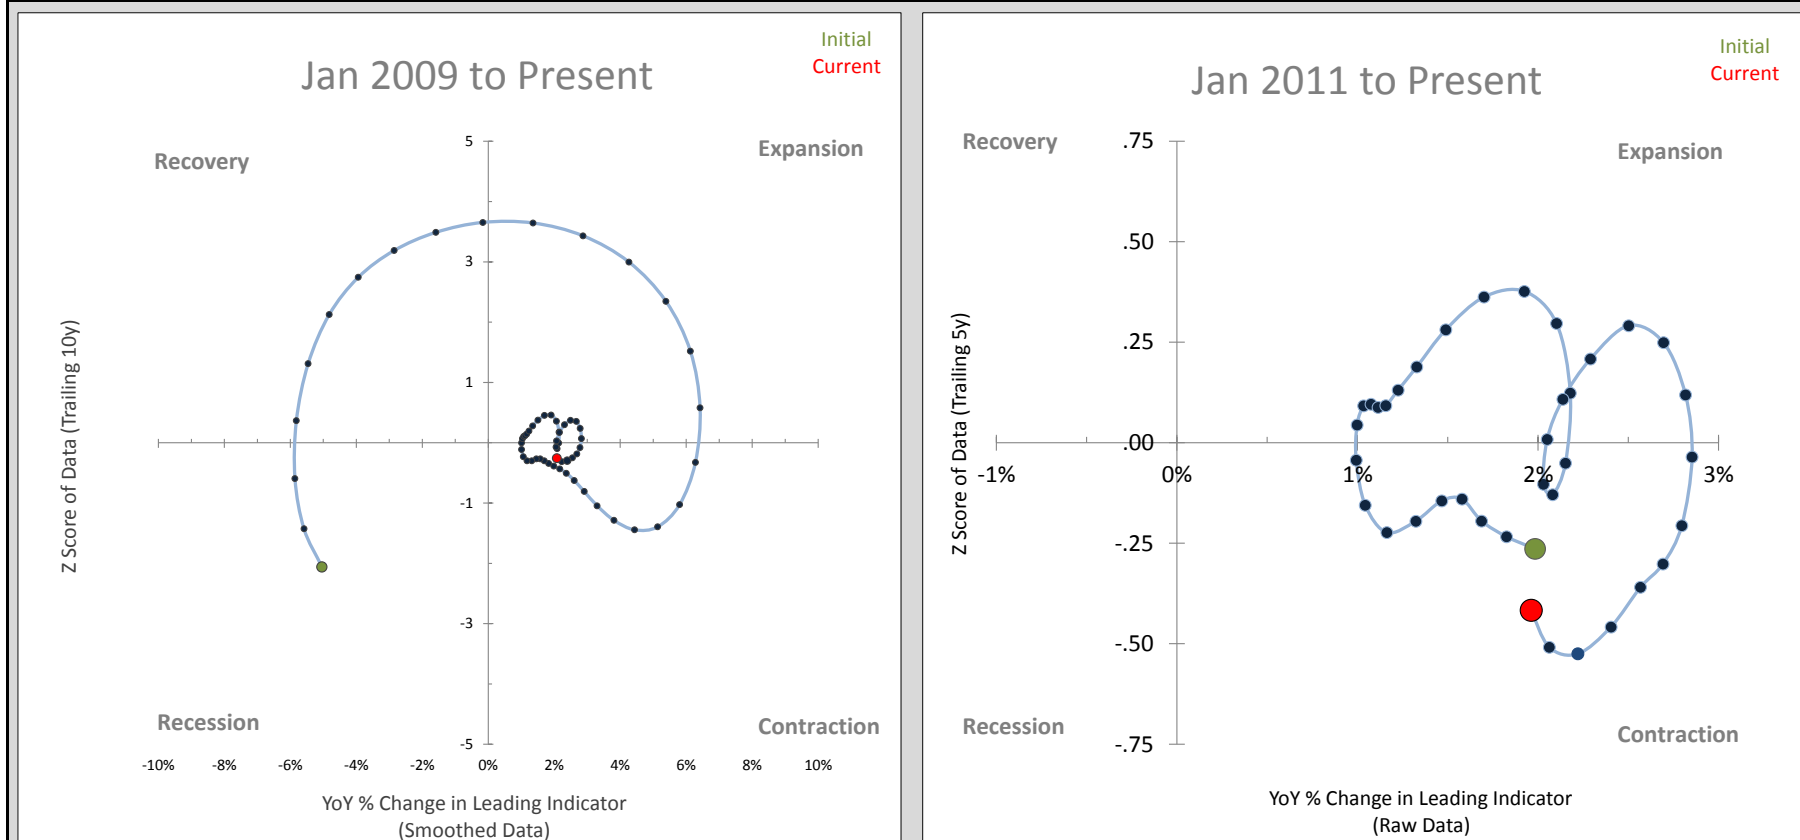 Initial
Current
Jan 2009 to Present
Recovery
Expansion
5
3
1
-1
-3
-5
Z Score of Data (Trailing 10y)
Recession
Contraction
-10%
-8%
-6%
-4%
-2%
0%
2%
4%
6%
8%
10%
YoY % Change in Leading Indicator
(Smoothed Data)
Initial
Current
Jan 2011 to Present
Recovery
Expansion
.75
.50
.25
.00
-.25
-.50
-.75
Z Score of Data (Trailing 5y)
-1%
0%
1%
2%
3%
Recession
Contraction
YoY % Change in Leading Indicator
(Raw Data)